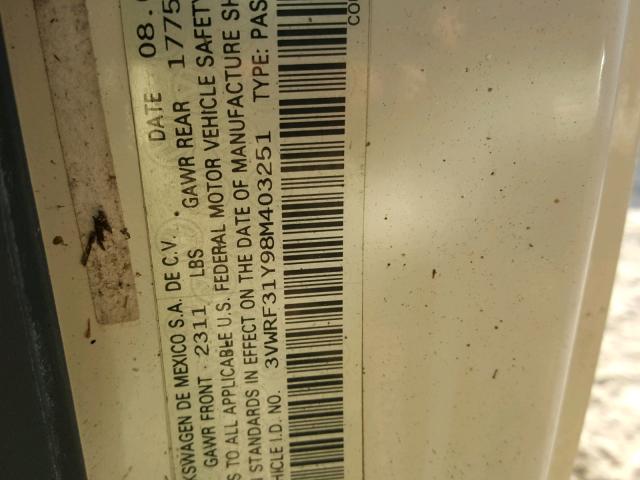 KSWAGEN DE MEXICO S.A. DE C.V. DATE 08.
GAWR FRONT 2311 LBS GAWR REAR 1775
S TO ALL APPLICABLE U.S. FEDERAL MOTOR VEHICLE SAFETY
STANDARDS IN EFFECT ON THE DATE OF MANUFACTURE SH
HICLE I.D. NO. 3VWRF31Y98M403251 TYPE: PAS
CO